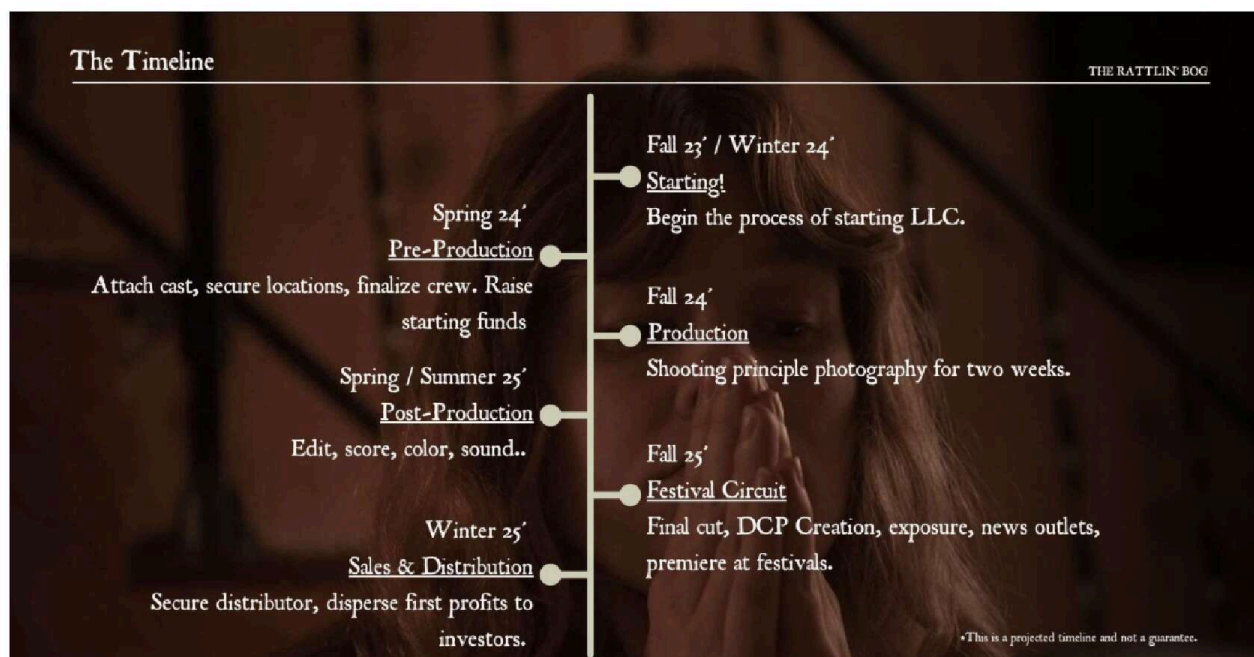 The Timeline
THE RATTLIN' BOG
Fall 23' / Winter 24'
Starting!
Begin the process of starting LLC.
Spring 24'
Pre-Production
Attach cast, secure locations, finalize crew. Raise
starting funds
Fall 24'
Production
Shooting principle photography for two weeks.
Spring / Summer 25'
Post-Production
Edit, score, color, sound..
Fall 25'
Festival Circuit
Final cut, DCP Creation, exposure, news outlets,
premiere at festivals.
Winter 25'
Sales & Distribution
Secure distributor, disperse first profits to
investors.
*This is a projected timeline and not a guarantee.